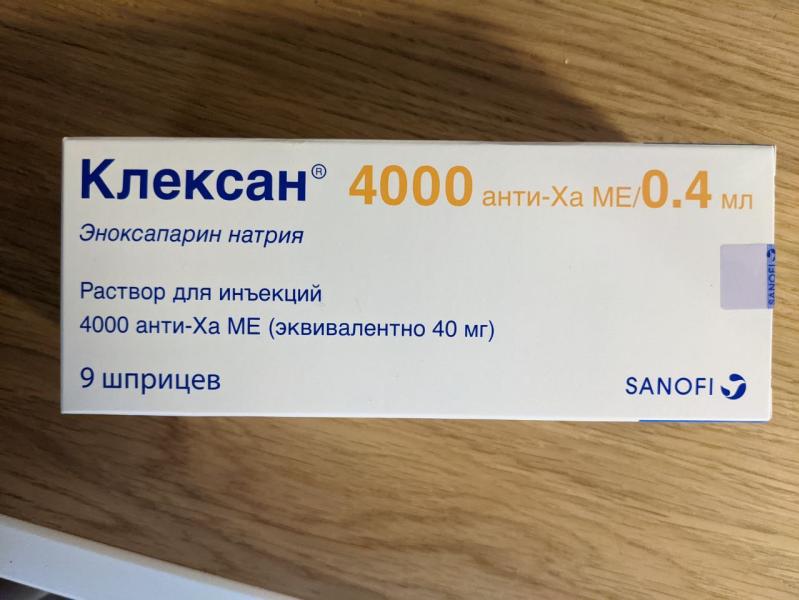 Клексан® 4000 анти-Ха МЕ/0.4 мл
Эноксапарин натрия
Раствор для инъекций
4000 анти-Ха МЕ (эквивалентно 40 мг)
9 шприцев
SANOFI
SANOFI